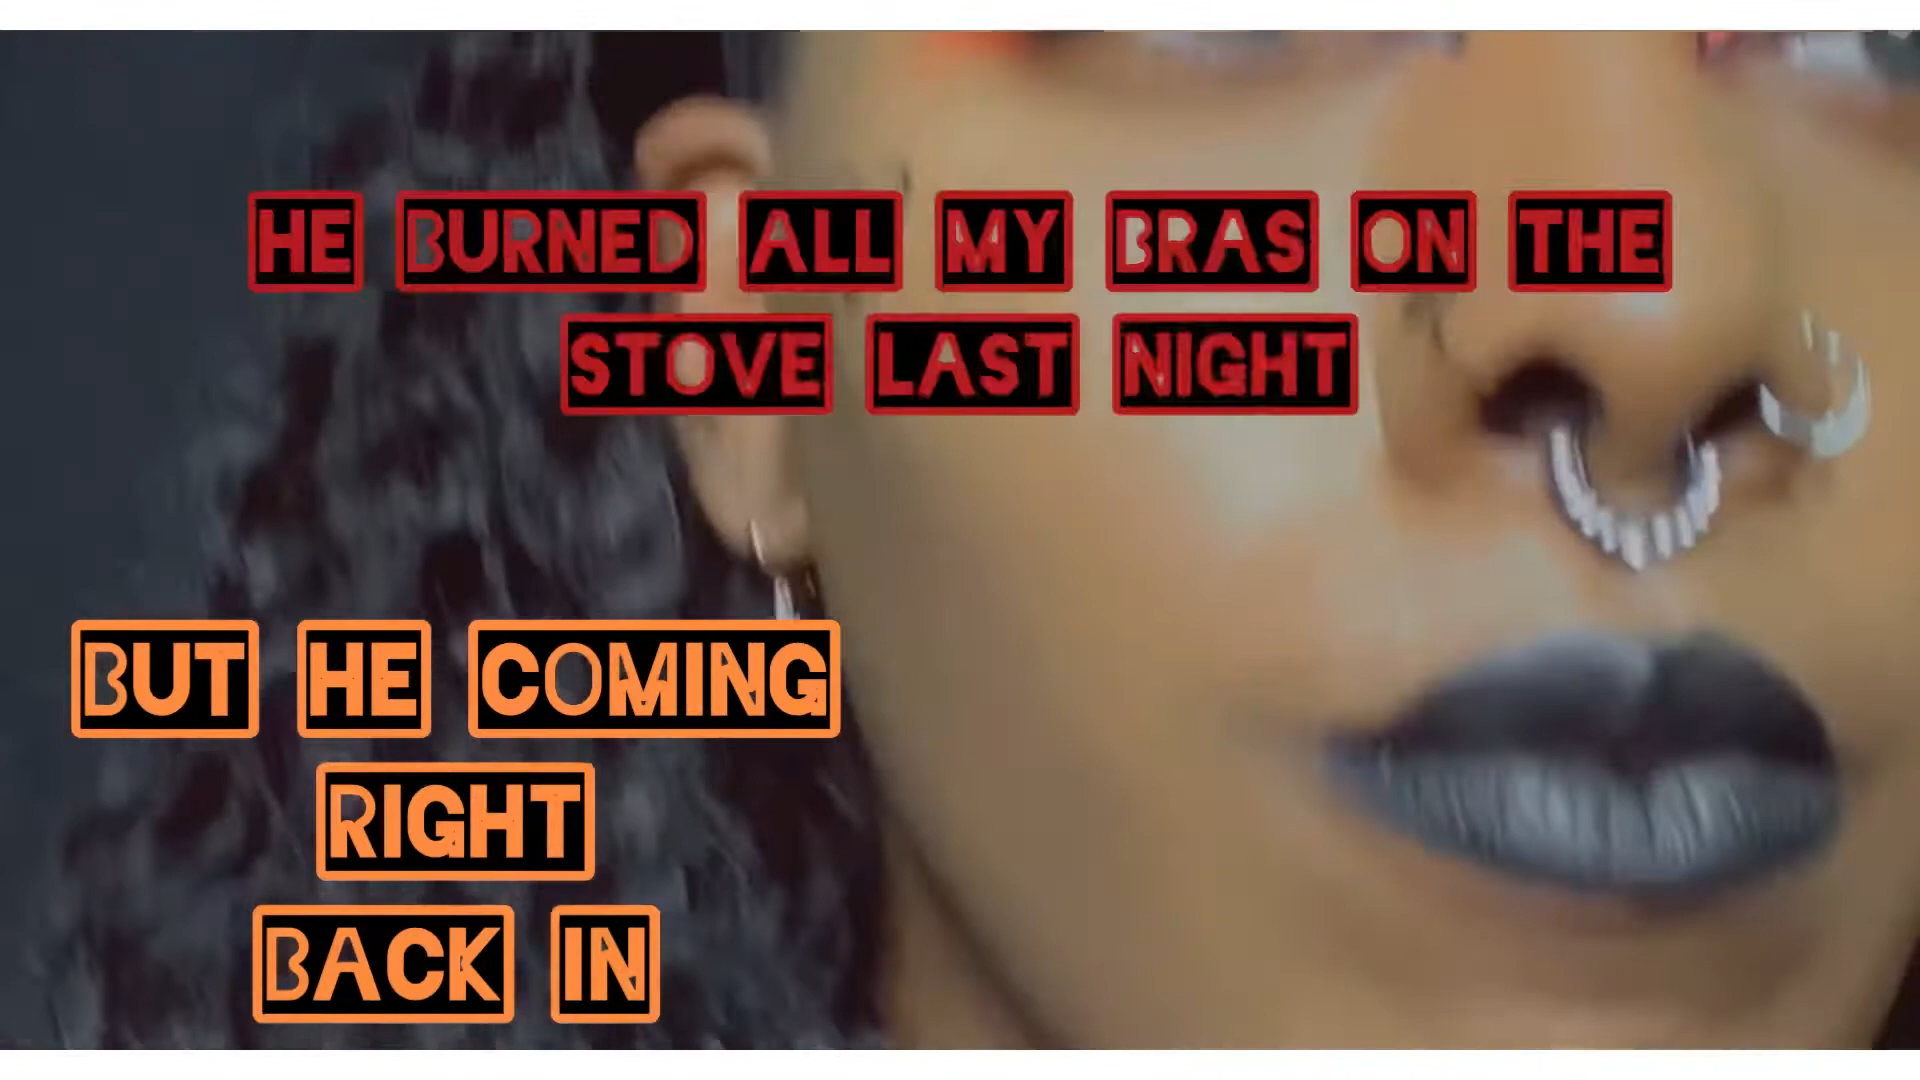 HE BURNED ALL MY BRAS ON THE
STOVE LAST NIGHT
BUT HE COMING
RIGHT
BACK IN